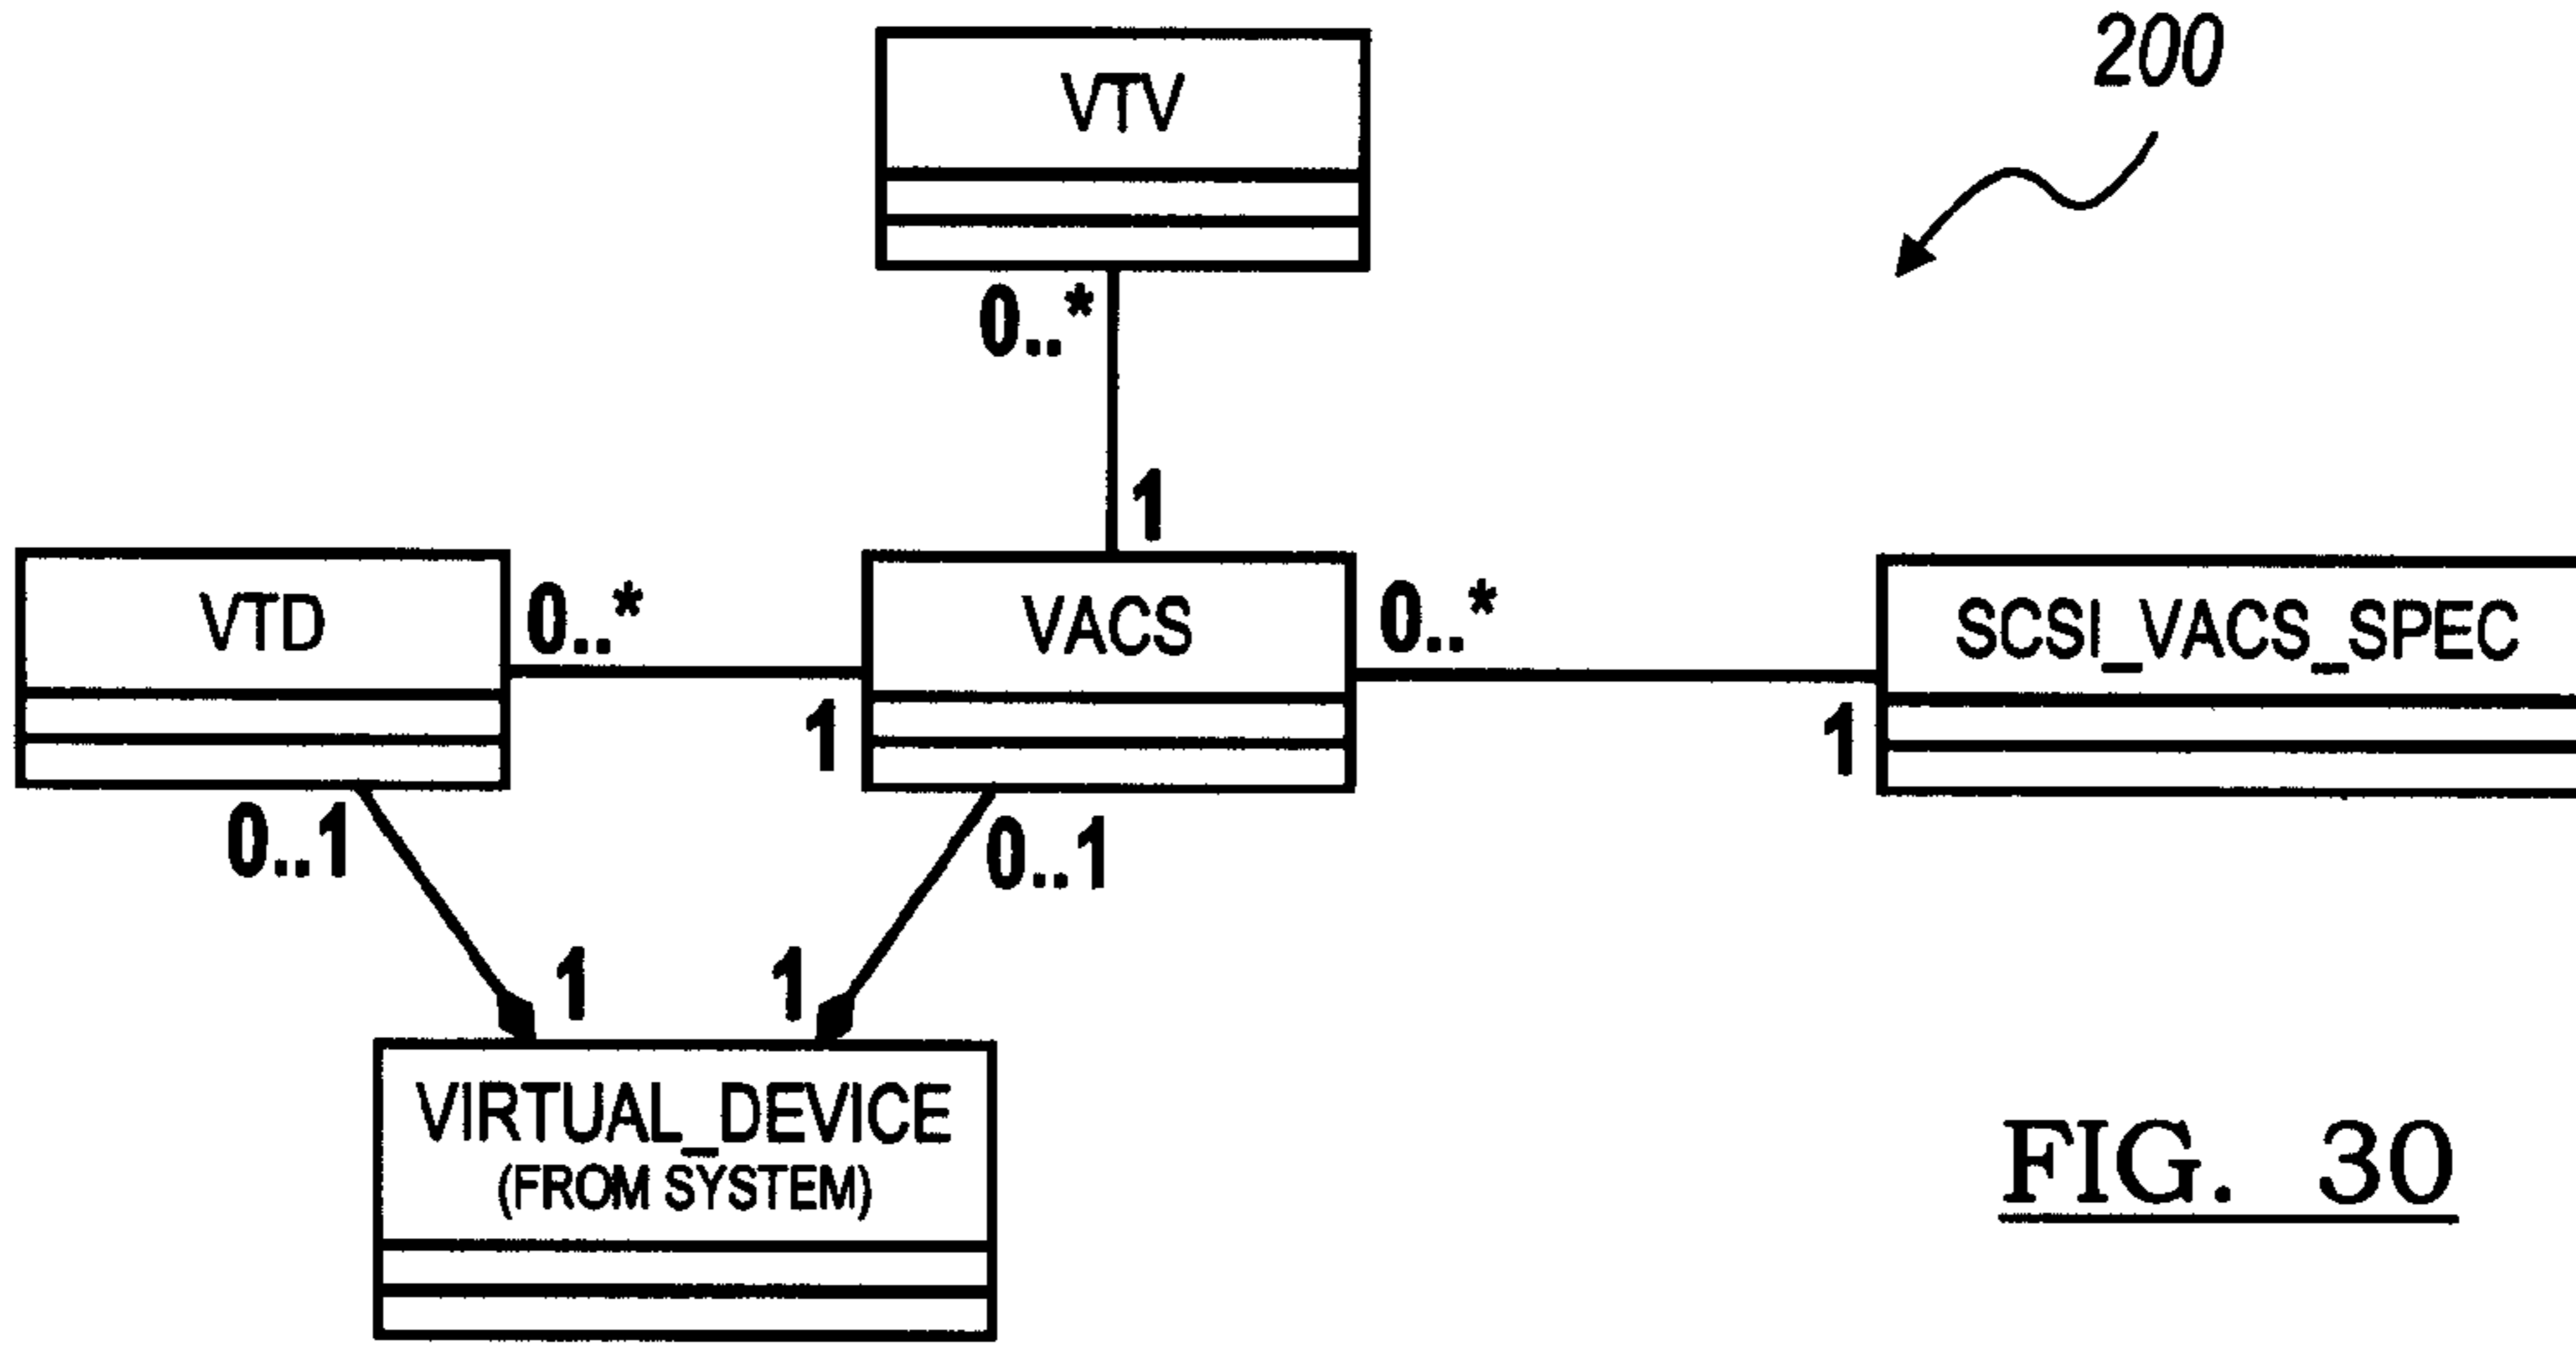 200
VTV
0..*
1
VTD
0..*
VACS
0..*
SCSI_VACS_SPEC
1
1
0..1
0..1
1
1
VIRTUAL_DEVICE
(FROM SYSTEM)
FIG. 30